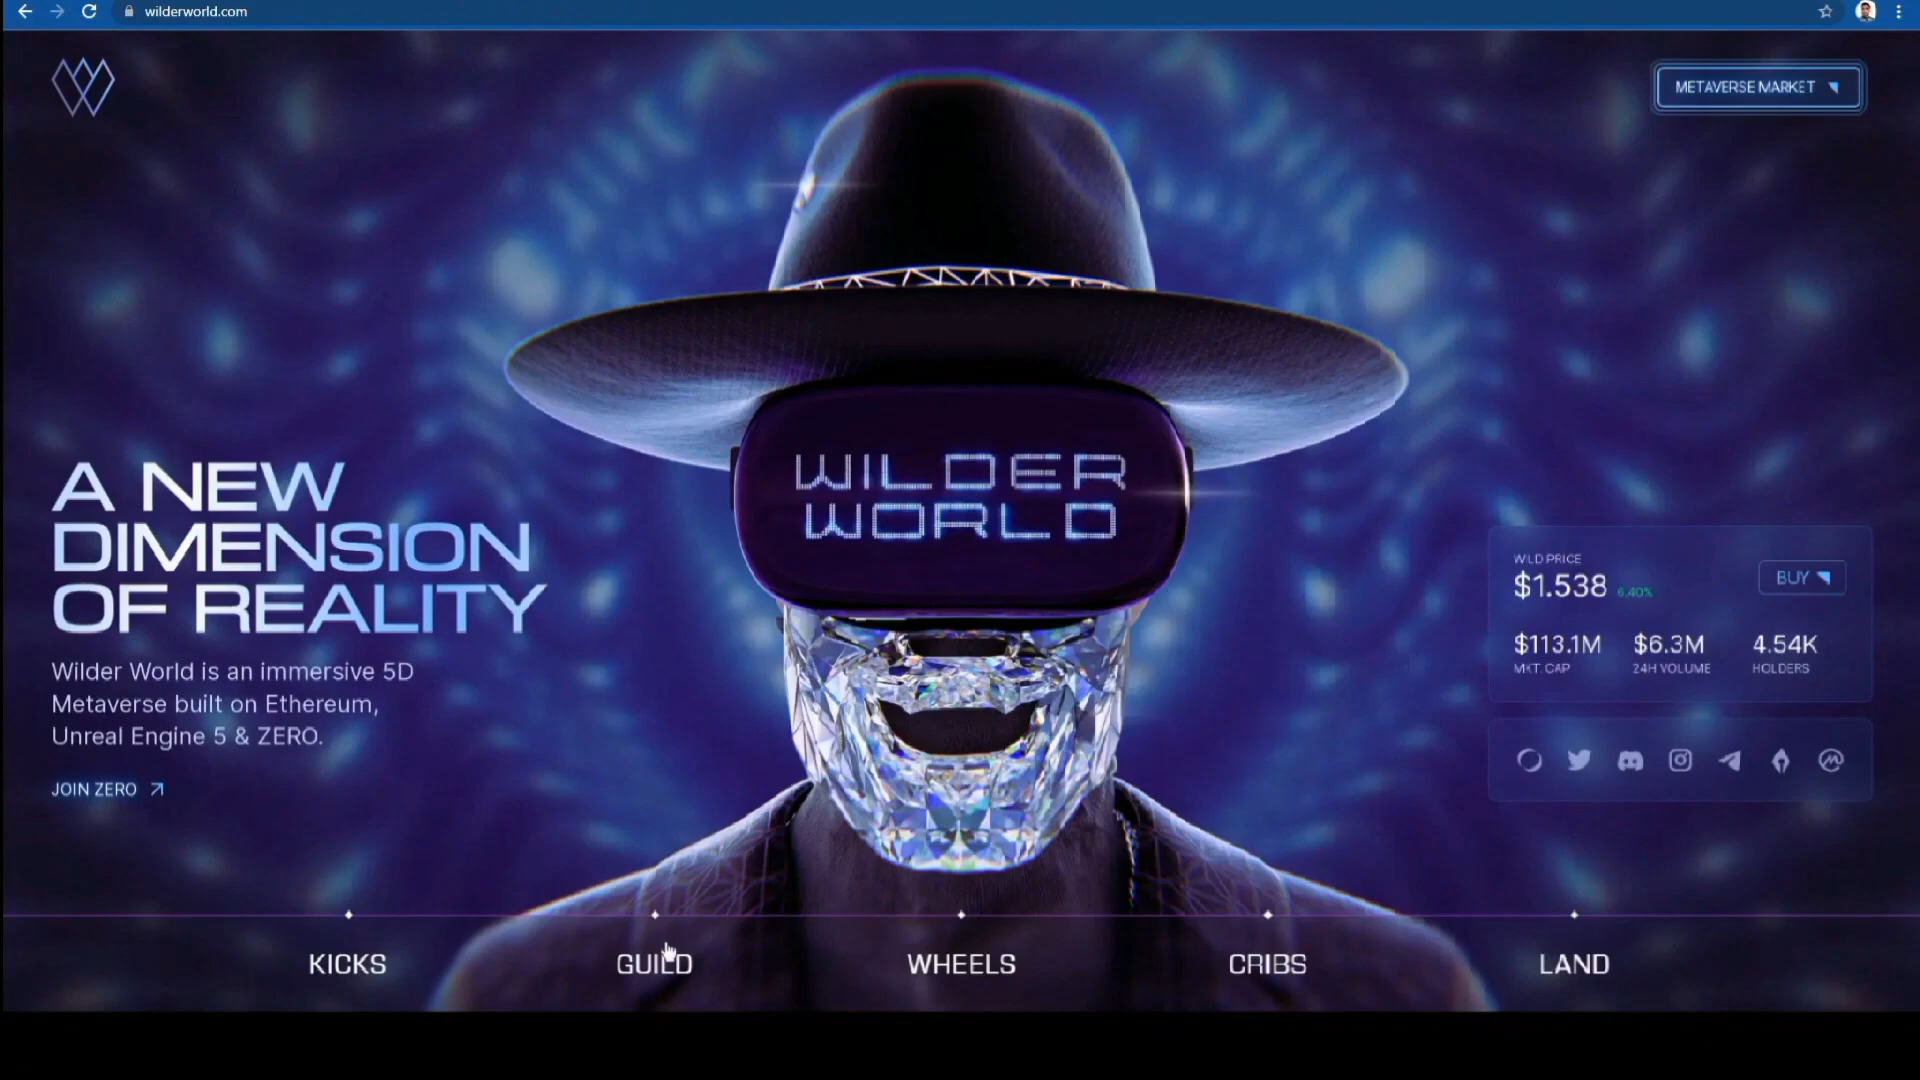 wilderworld.com
METAVERSE MARKET
WILDER
WORLD
A NEW
DIMENSION
OF REALITY
Wilder World is an immersive 5D
Metaverse built on Ethereum,
Unreal Engine 5 & ZERO.
JOIN ZERO
WILD PRICE
$1.538 6.40%
BUY
$113.1M $6.3M 4.54K
MKT. CAP 24H VOLUME HOLDERS
KICKS GUILD WHEELS CRIBS LAND